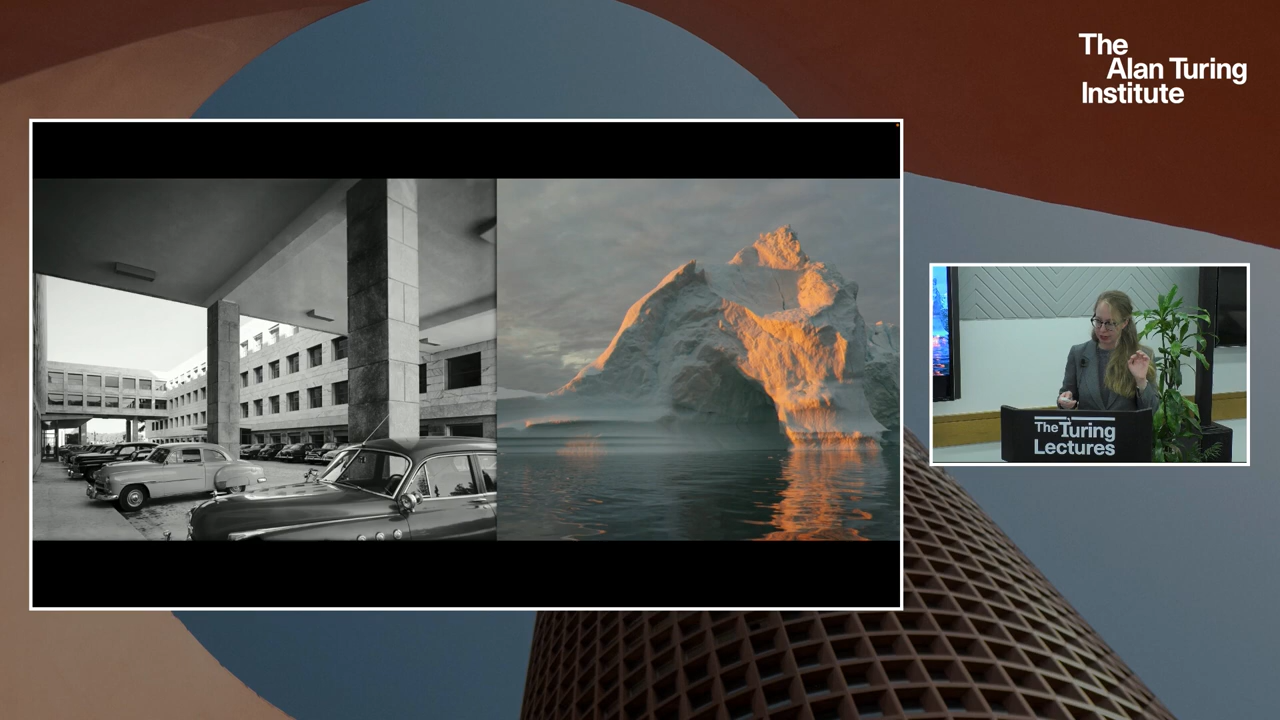 The
Alan Turing
Institute
The Turing
Lectures